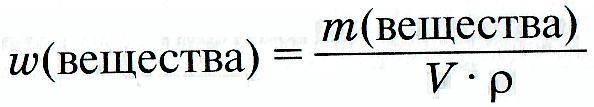 w(вещества) = m(вещества) / V · ρ